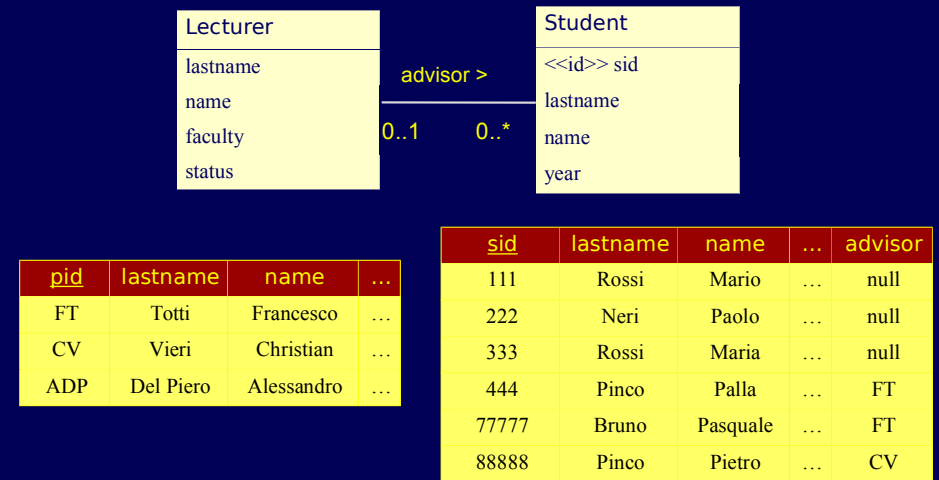 Lecturer
lastname
name
faculty
status
advisor >
0..1 0..*
Student
<<id>> sid
lastname
name
year
pid lastname name …
FT Totti Francesco …
CV Vieri Christian …
ADP Del Piero Alessandro …
sid lastname name … advisor
111 Rossi Mario … null
222 Neri Paolo … null
333 Rossi Maria … null
444 Pinco Palla … FT
77777 Bruno Pasquale … FT
88888 Pinco Pietro … CV